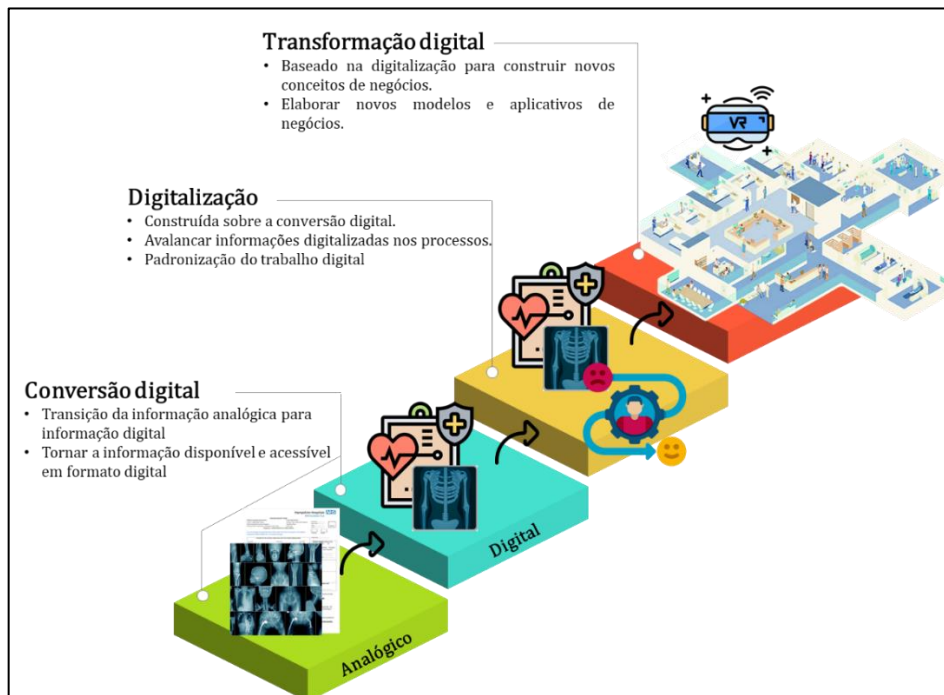 Transformação digital
• Baseado na digitalização para construir novos
conceitos de negócios.
• Elaborar novos modelos e aplicativos de
negócios.
VR
Digitalização
• Construída sobre a conversão digital.
• Avalancar informações digitalizadas nos processos.
• Padronização do trabalho digital
Conversão digital
• Transição da informação analógica para
informação digital
• Tornar a informação disponível e acessível
em formato digital
Digital
Analógico